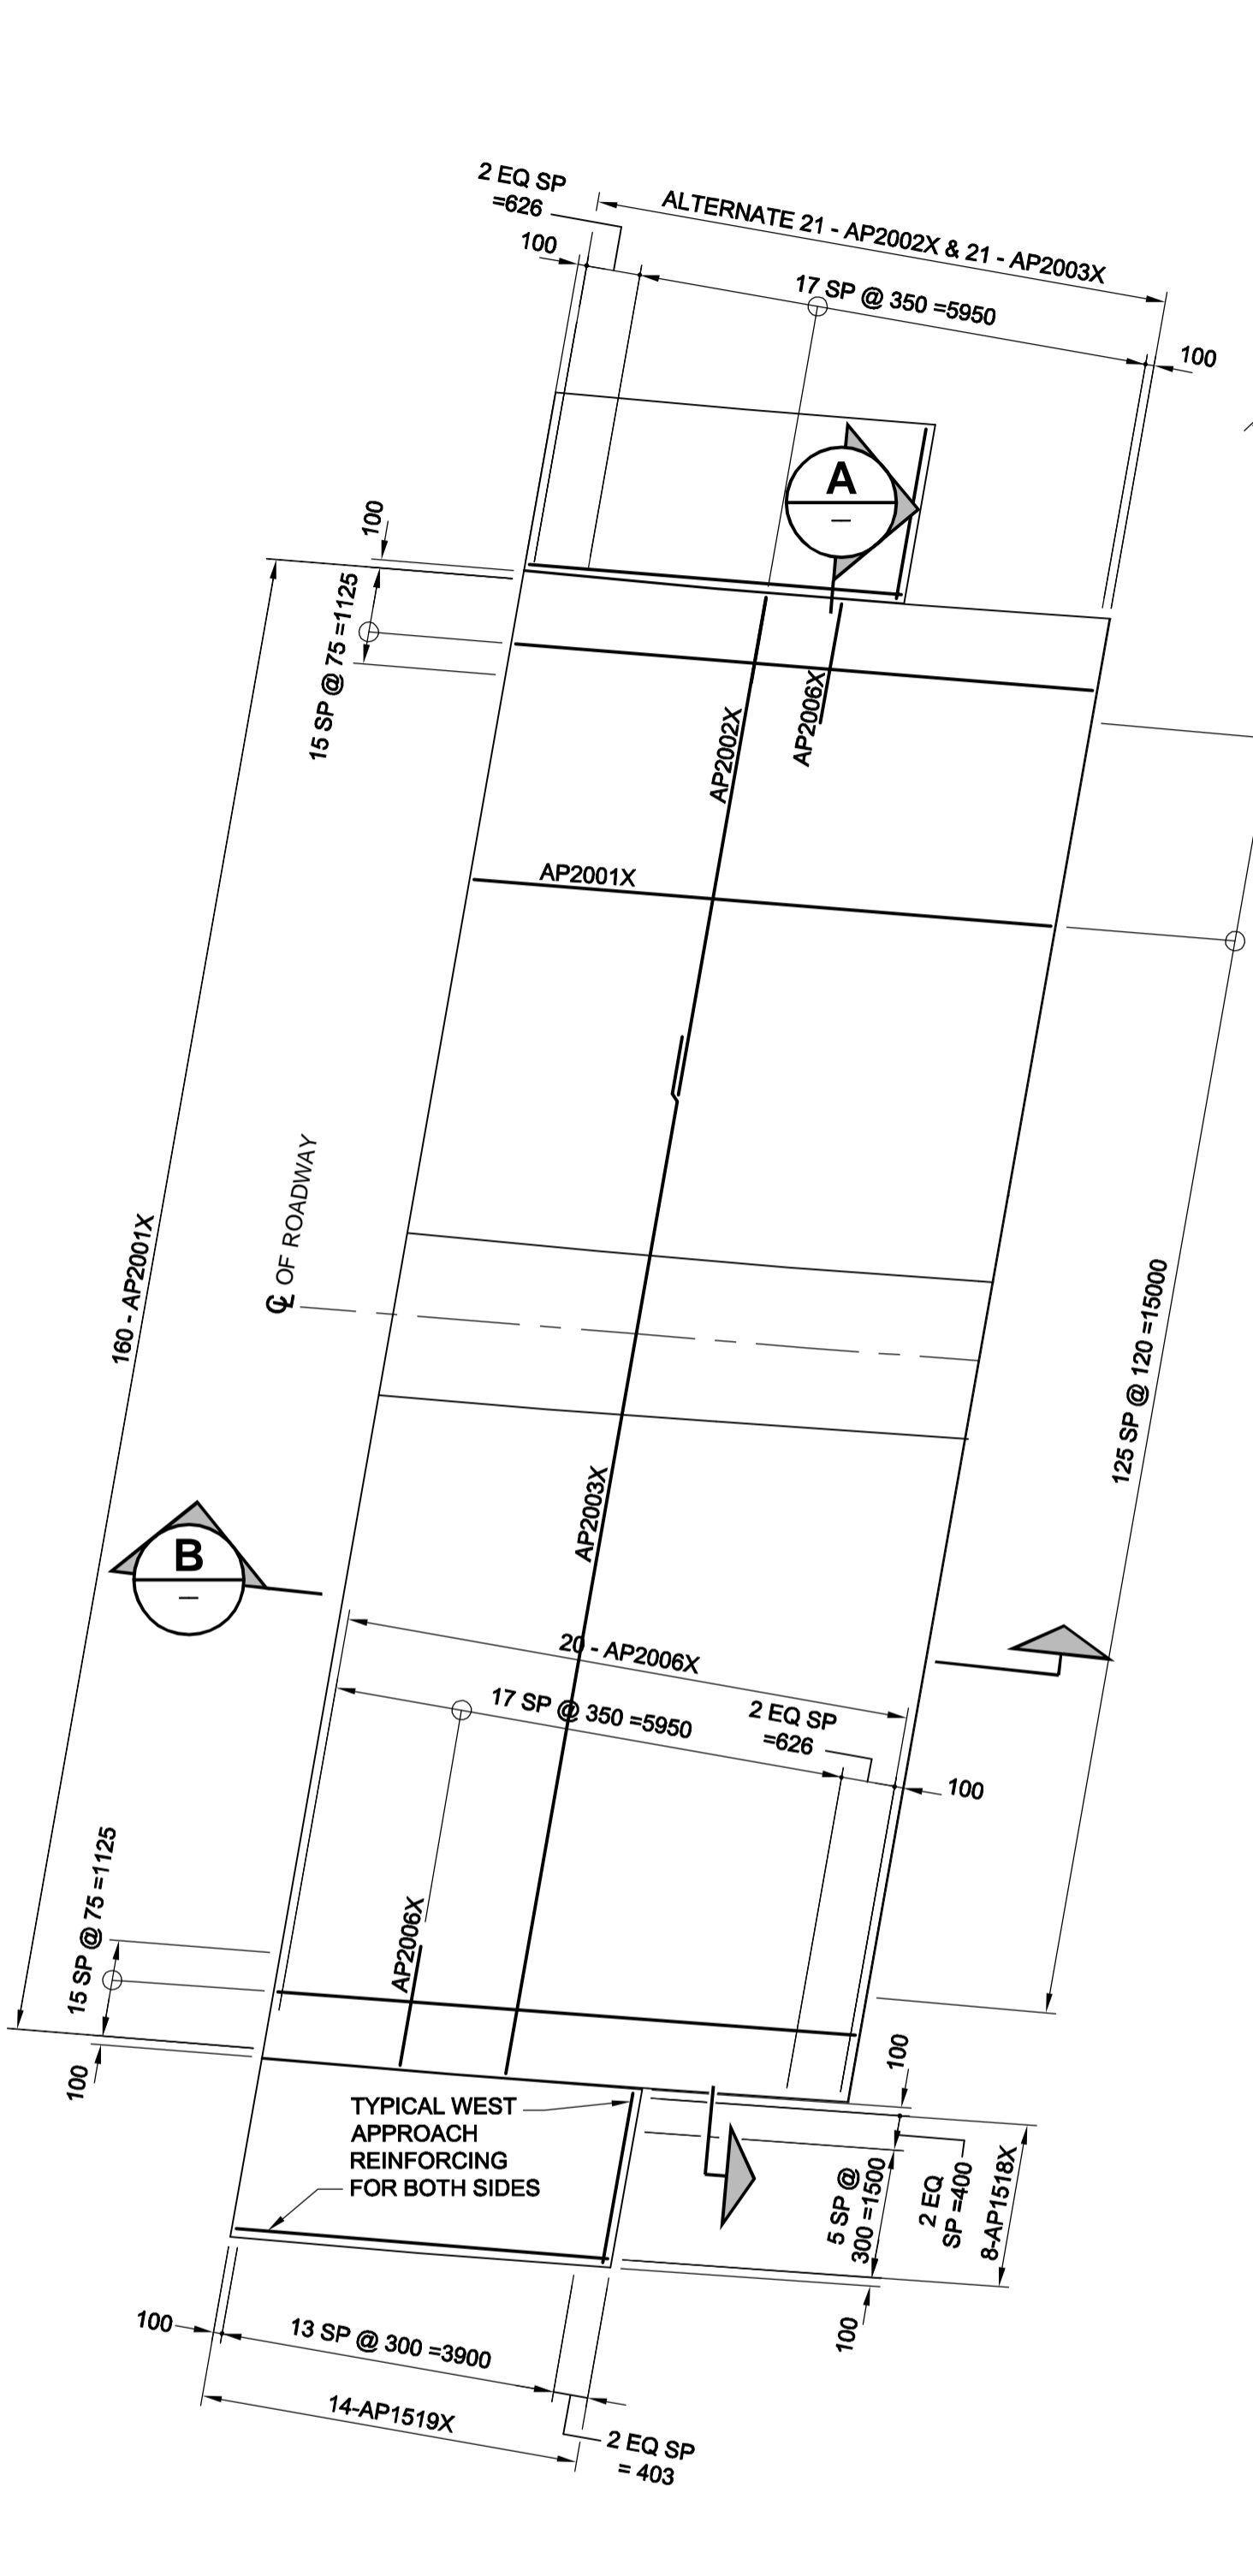 2 EQ SP
=626
ALTERNATE 21 - AP2002X & 21 - AP2003X
100
17 SP @ 350 =5950
100
A
100
15 SP @ 75 =1125
AP2002X
AP2006X
AP2001X
℄ OF ROADWAY
160 - AP2001X
125 SP @ 120 =15000
AP2003X
B
20 - AP2006X
17 SP @ 350 =5950
2 EQ SP
=626
100
15 SP @ 75 =1125
AP2006X
100
100
TYPICAL WEST
APPROACH
REINFORCING
FOR BOTH SIDES
5 SP @
300 =1500
2 EQ
SP =400
8-AP1518X
100
100
13 SP @ 300 =3900
14-AP1519X
2 EQ SP
= 403